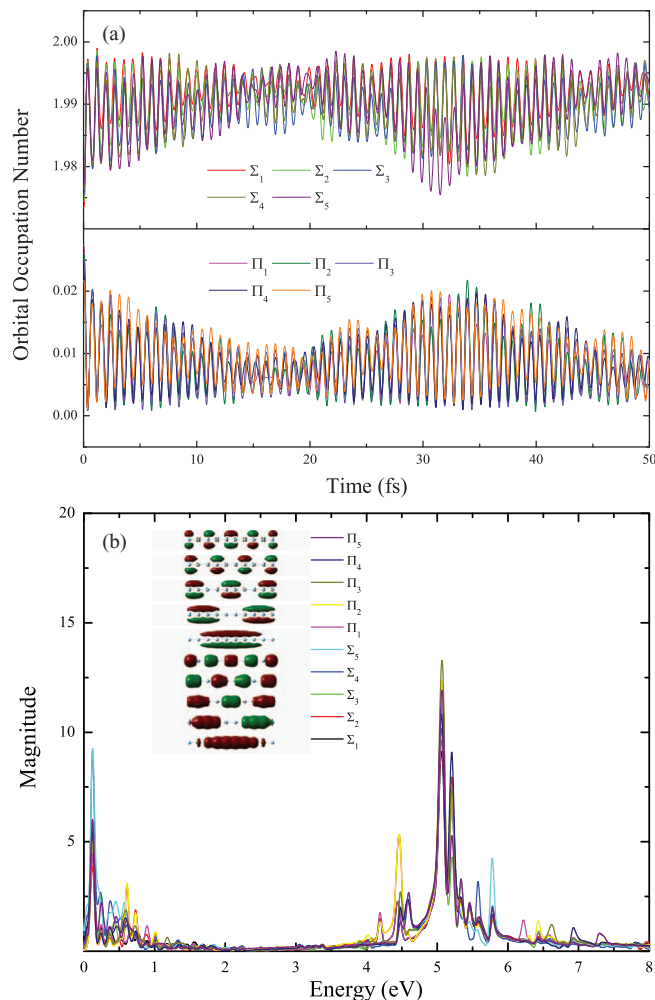 (a)
2.00
1.99
1.98
Σ₁ Σ₂ Σ₃
Σ₄ Σ₅
Orbital Occupation Number
Π₁ Π₂ Π₃
Π₄ Π₅
0.02
0.01
0.00
0 10 20 30 40 50
Time (fs)
(b)
20
15
10
5
0
Π₅
Π₄
Π₃
Π₂
Π₁
Σ₅
Σ₄
Σ₃
Σ₂
Σ₁
Magnitude
0 1 2 3 4 5 6 7 8
Energy (eV)